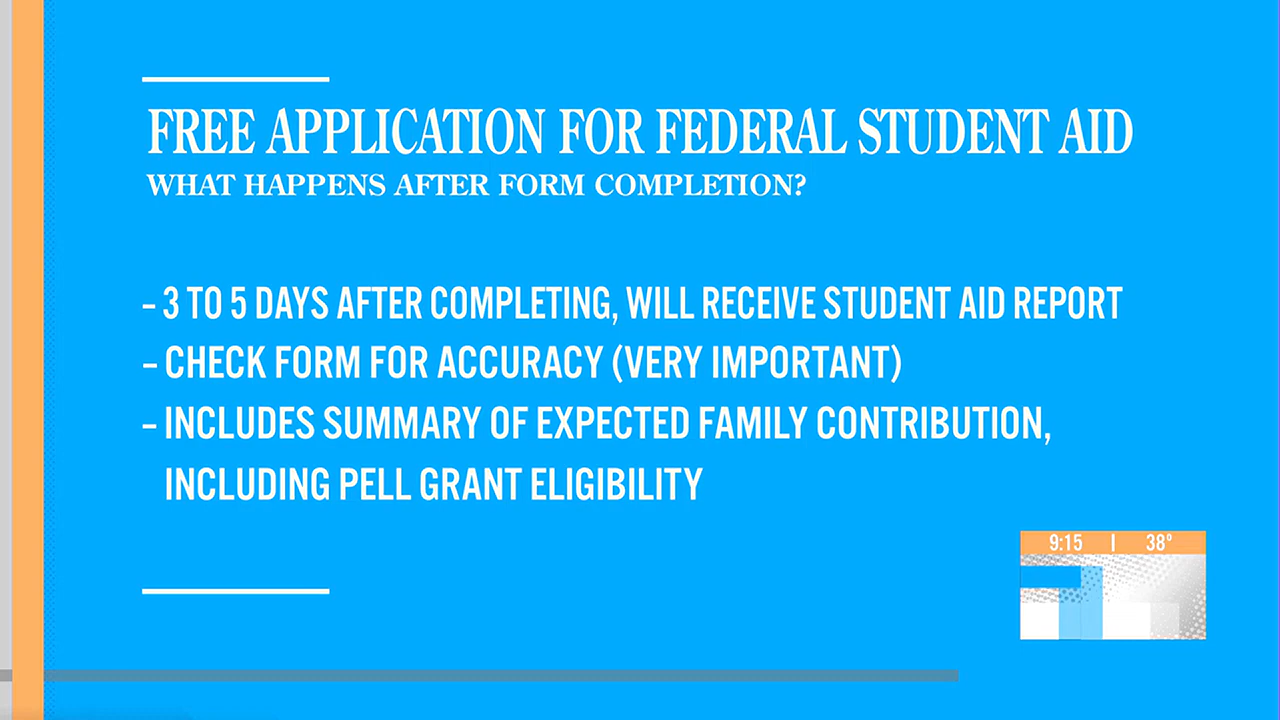 FREE APPLICATION FOR FEDERAL STUDENT AID
WHAT HAPPENS AFTER FORM COMPLETION?
- 3 TO 5 DAYS AFTER COMPLETING, WILL RECEIVE STUDENT AID REPORT
- CHECK FORM FOR ACCURACY (VERY IMPORTANT)
- INCLUDES SUMMARY OF EXPECTED FAMILY CONTRIBUTION,
INCLUDING PELL GRANT ELIGIBILITY
9:15 | 38°